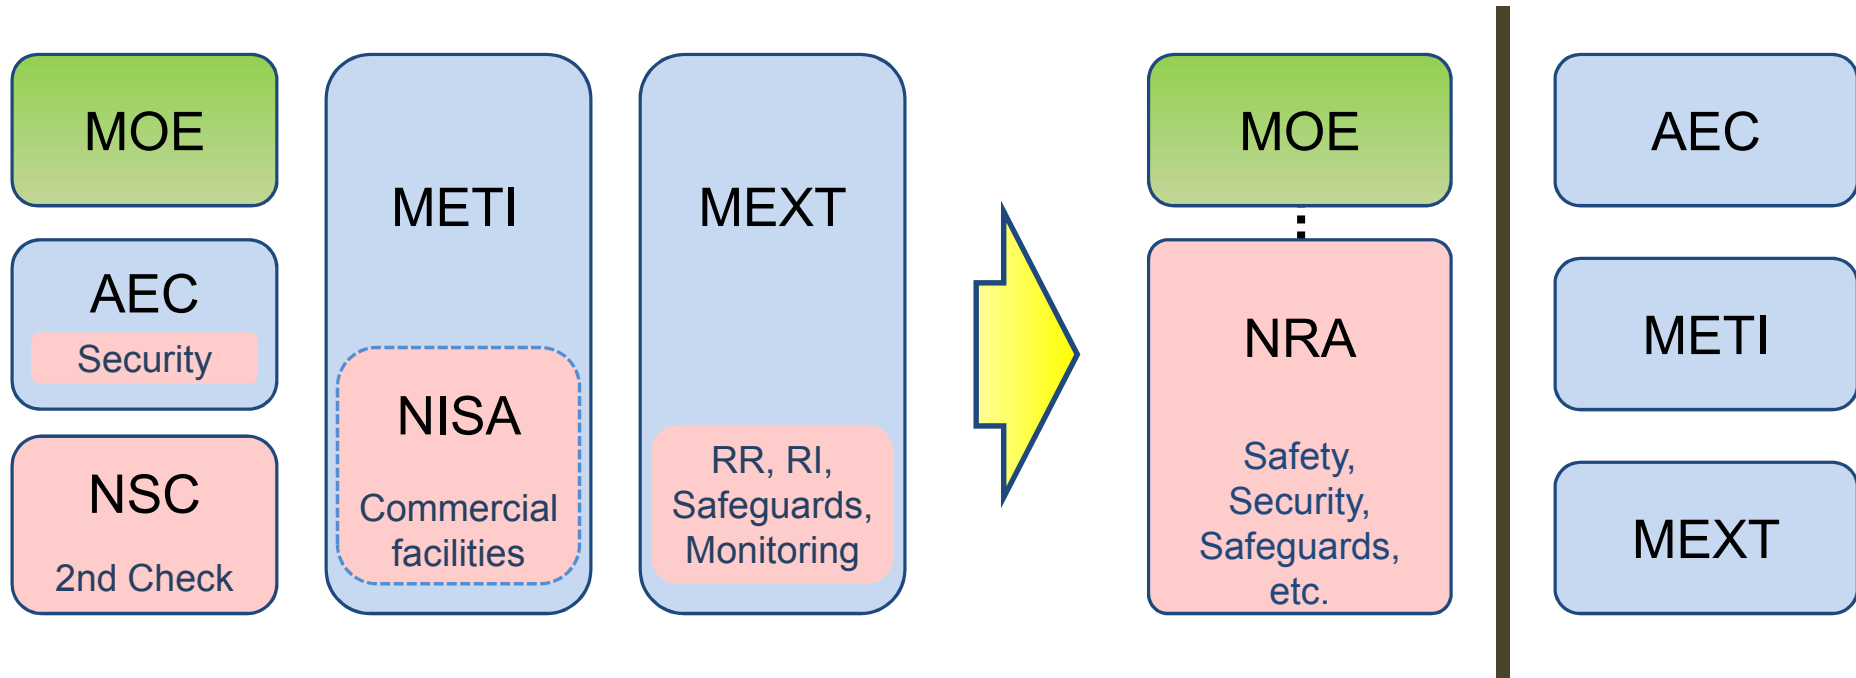 MOE
AEC
Security
NSC
2nd Check
METI
NISA
Commercial
facilities
MEXT
RR, RI,
Safeguards,
Monitoring
MOE
NRA
Safety,
Security,
Safeguards,
etc.
AEC
METI
MEXT